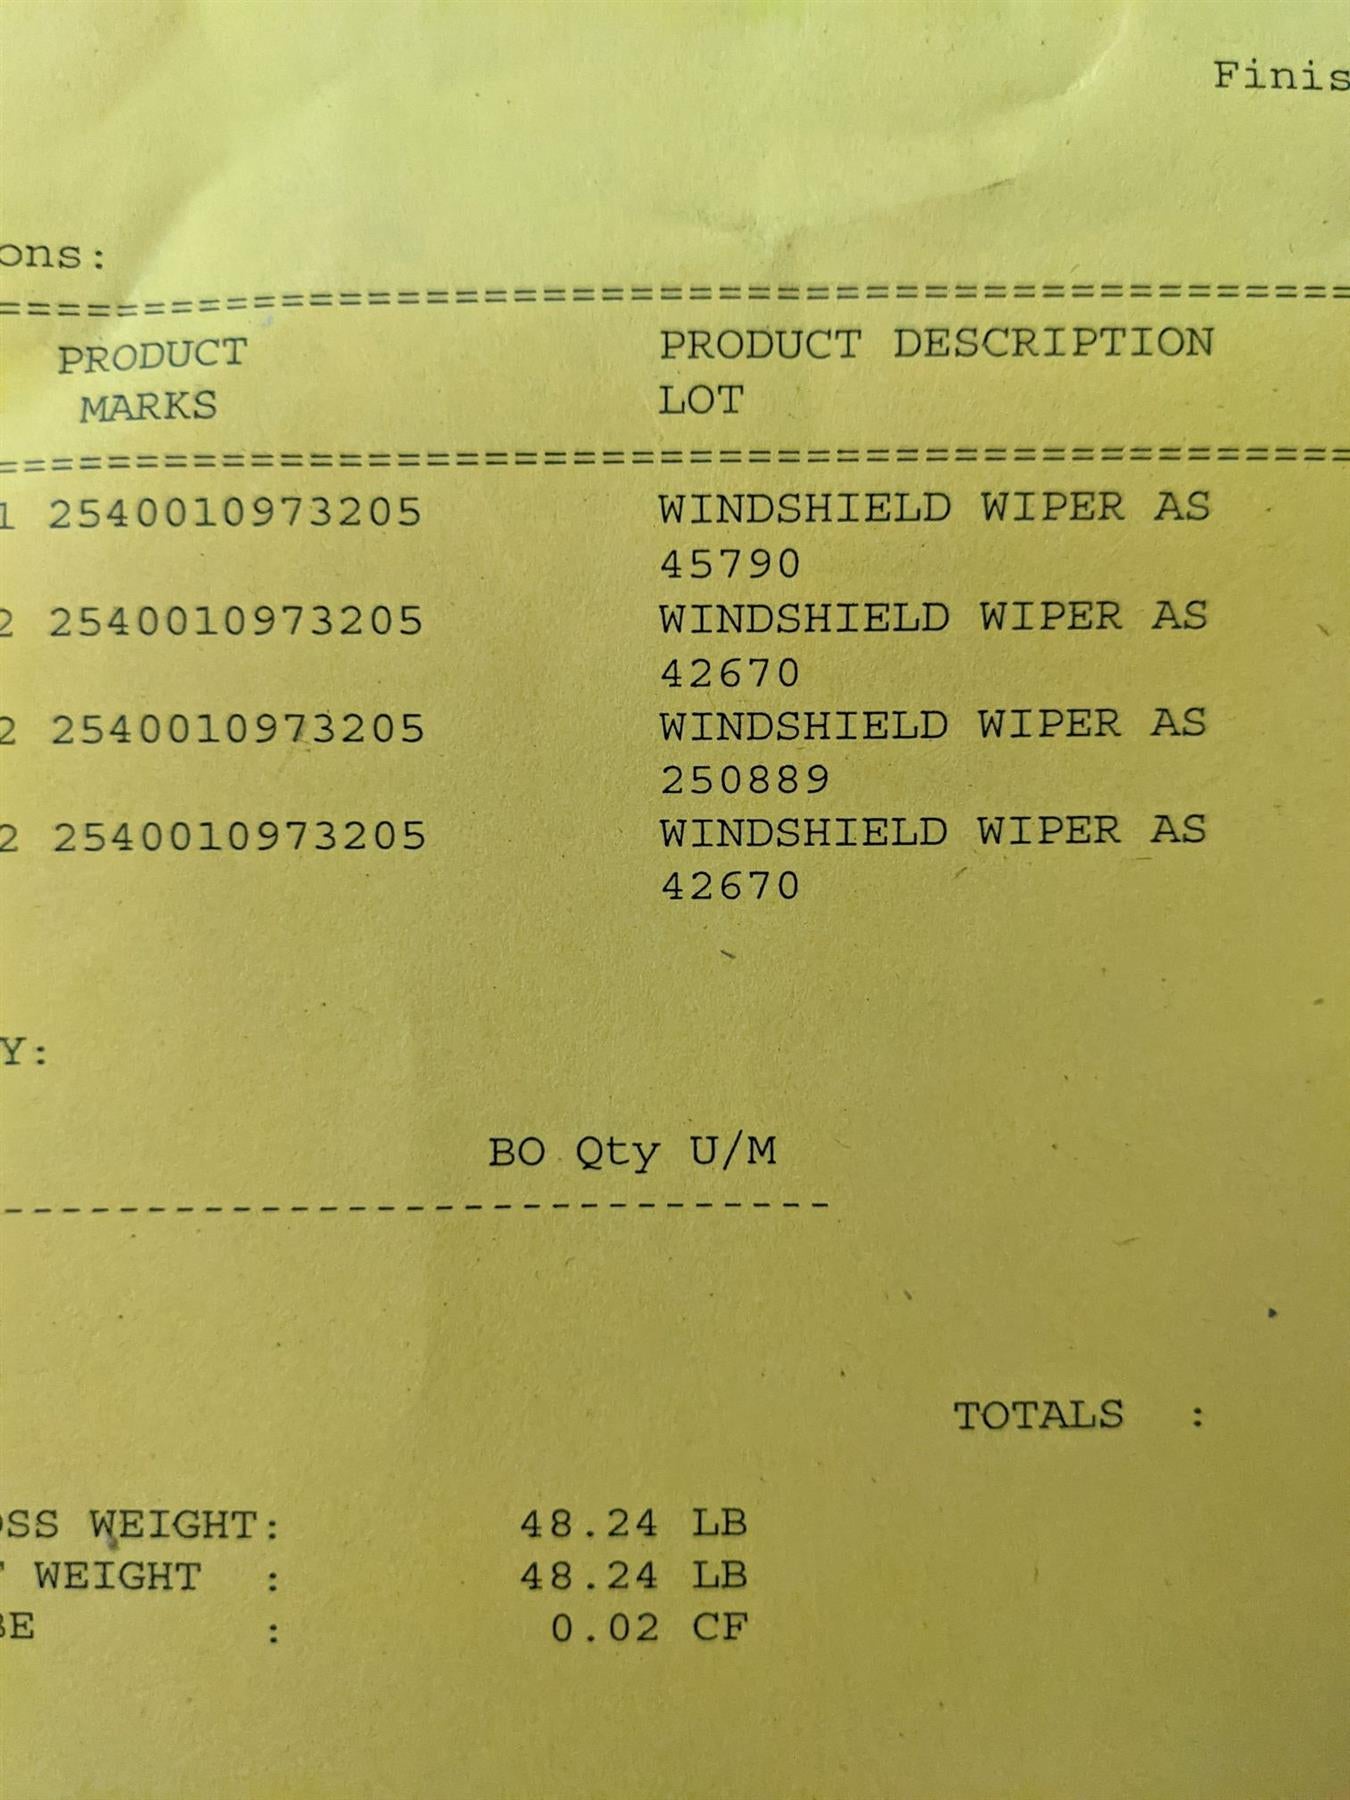 Finis
ons:
===============================================
PRODUCT PRODUCT DESCRIPTION
MARKS LOT
===============================================
1 2540010973205 WINDSHIELD WIPER AS
45790
2 2540010973205 WINDSHIELD WIPER AS
42670
2 2540010973205 WINDSHIELD WIPER AS
250889
2 2540010973205 WINDSHIELD WIPER AS
42670
Y:
BO Qty U/M
-----------------------------
TOTALS :
OSS WEIGHT: 48.24 LB
T WEIGHT : 48.24 LB
BE : 0.02 CF